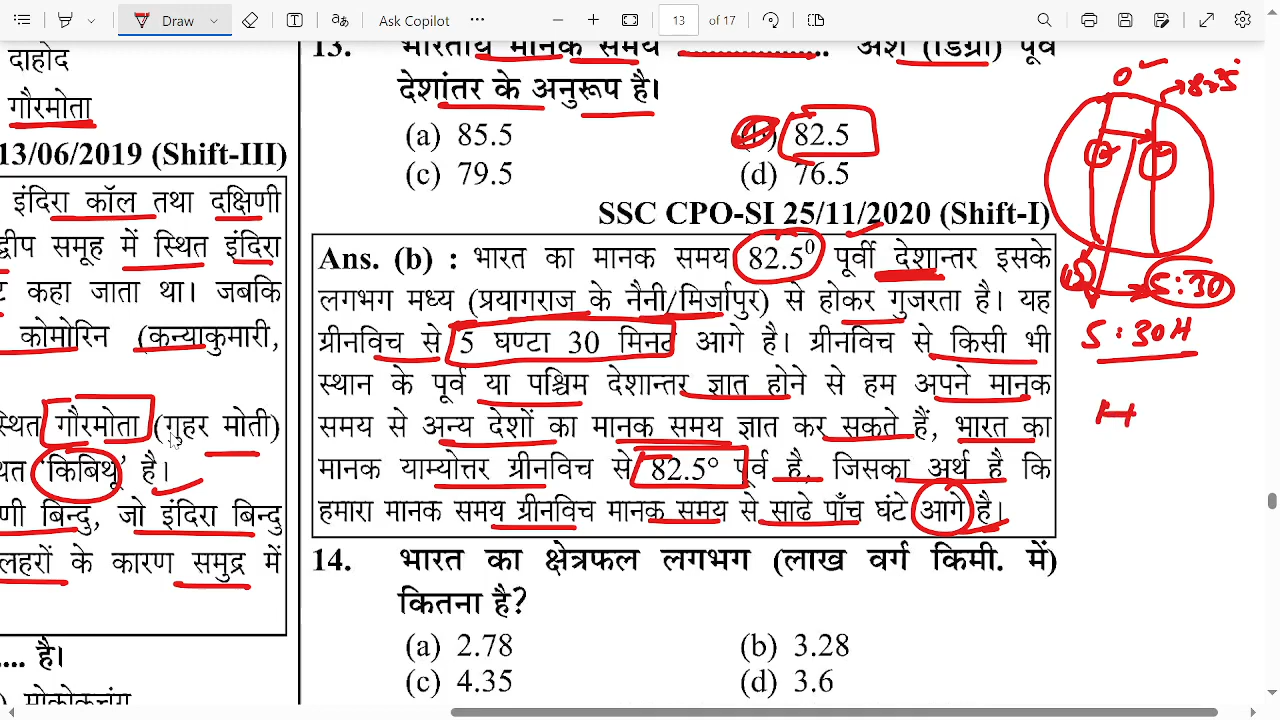 Draw
Ask Copilot
13 of 17
दाहोद
गौरमोता
13/06/2019 (Shift-III)
इंदिरा कॉल तथा दक्षिणी
द्वीप समूह में स्थित इंदिरा
कहा जाता था। जबकि
कोमोरिन (कन्याकुमारी,
स्थित गौरमोता (गुहर मोती)
किबिथू है।
बिन्दु, जो इंदिरा बिन्दु
लहरों के कारण समुद्र में
.... है।
13. भारतीय मानक समय ................. अंश (डिग्री) पूर्व
देशांतर के अनुरूप है।
(a) 85.5 (b) 82.5
(c) 79.5 (d) 76.5
SSC CPO-SI 25/11/2020 (Shift-I)
Ans. (b) : भारत का मानक समय 82.5⁰ पूर्वी देशान्तर इसके
लगभग मध्य (प्रयागराज के नैनी/मिर्जापुर) से होकर गुजरता है। यह
ग्रीनविच से 5 घण्टा 30 मिनट आगे है। ग्रीनविच से किसी भी
स्थान के पूर्व या पश्चिम देशान्तर ज्ञात होने से हम अपने मानक
समय से अन्य देशों का मानक समय ज्ञात कर सकते हैं, भारत का
मानक याम्योत्तर ग्रीनविच से 82.5° पूर्व है, जिसका अर्थ है कि
हमारा मानक समय ग्रीनविच मानक समय से साढे पाँच घंटे आगे है।
14. भारत का क्षेत्रफल लगभग (लाख वर्ग किमी. में)
कितना है?
(a) 2.78 (b) 3.28
(c) 4.35 (d) 3.6
0
5:30
5:30H
H